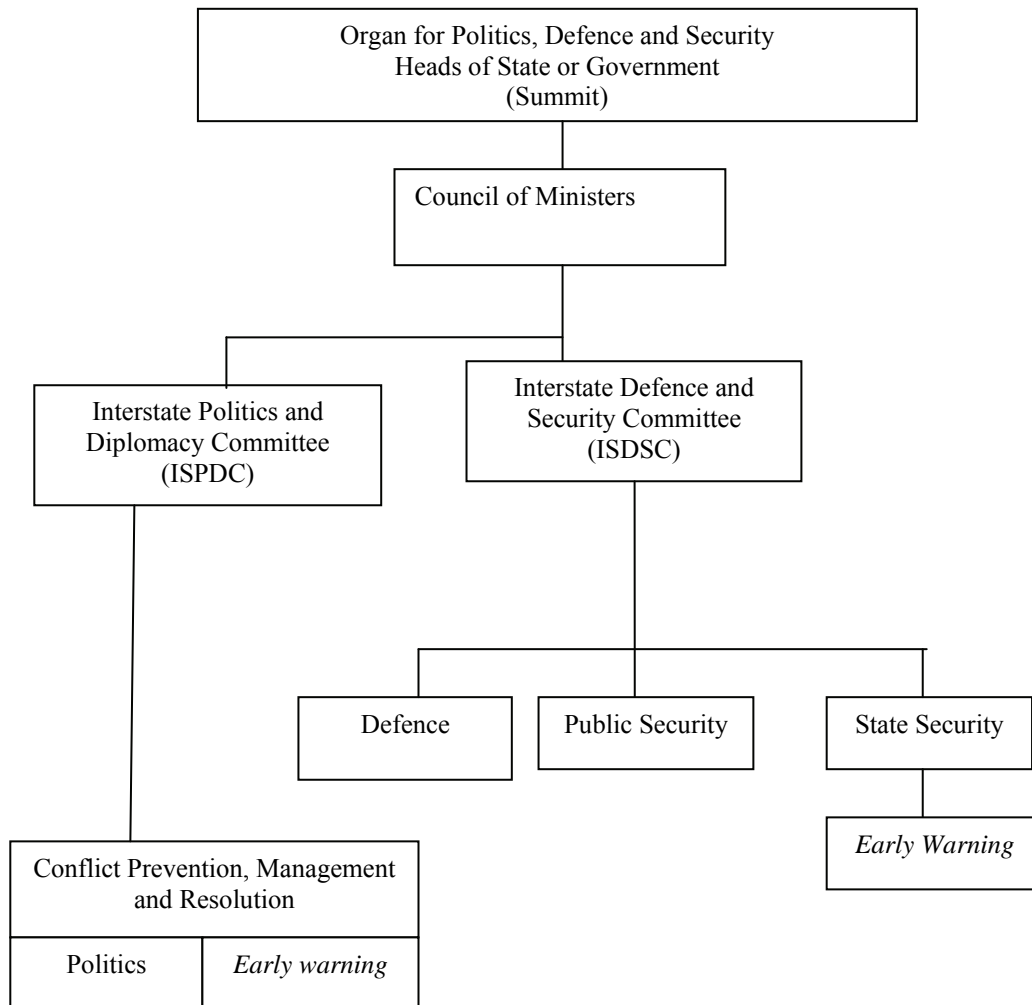 Organ for Politics, Defence and Security
Heads of State or Government
(Summit)
Council of Ministers
Interstate Politics and
Diplomacy Committee
(ISPDC)
Interstate Defence and
Security Committee
(ISDSC)
Defence
Public Security
State Security
Early Warning
Conflict Prevention, Management
and Resolution
Politics
Early warning